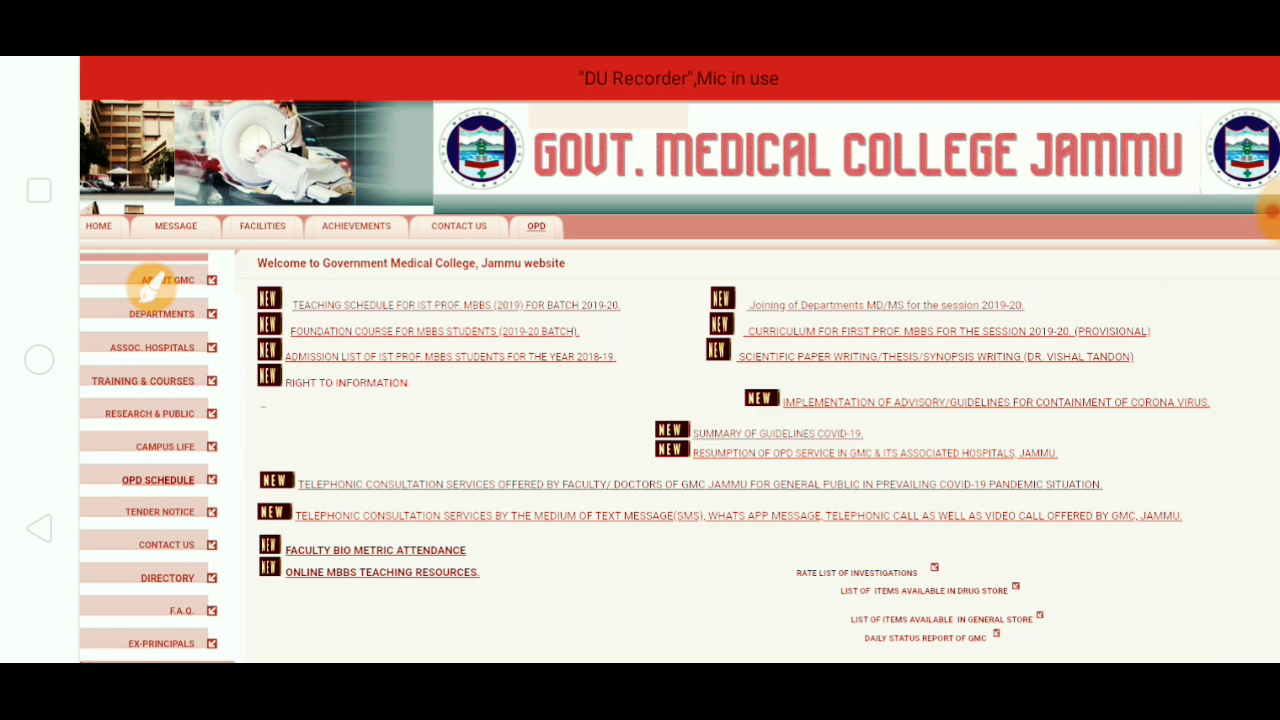 "DU Recorder",Mic in use
GOVT. MEDICAL COLLEGE JAMMU
HOME MESSAGE FACILITIES ACHIEVEMENTS CONTACT US OPD
Welcome to Government Medical College, Jammu website
GMC
DEPARTMENTS
ASSOC. HOSPITALS
TRAINING & COURSES
RESEARCH & PUBLIC
CAMPUS LIFE
OPD SCHEDULE
TENDER NOTICE
CONTACT US
DIRECTORY
F.A.Q.
EX-PRINCIPALS
NEW TEACHING SCHEDULE FOR IST PROF. MBBS (2019) FOR BATCH 2019-20.
NEW Joining of Departments MD/MS for the session 2019-20.
NEW FOUNDATION COURSE FOR MBBS STUDENTS (2019-20 BATCH).
NEW CURRICULUM FOR FIRST PROF. MBBS FOR THE SESSION 2019-20. (PROVISIONAL)
NEW ADMISSION LIST OF IST PROF. MBBS STUDENTS FOR THE YEAR 2018-19.
NEW SCIENTIFIC PAPER WRITING/THESIS/SYNOPSIS WRITING (DR. VISHAL TANDON)
NEW RIGHT TO INFORMATION
NEW IMPLEMENTATION OF ADVISORY/GUIDELINES FOR CONTAINMENT OF CORONA VIRUS.
NEW SUMMARY OF GUIDELINES COVID-19.
NEW RESUMPTION OF OPD SERVICE IN GMC & ITS ASSOCIATED HOSPITALS, JAMMU.
NEW TELEPHONIC CONSULTATION SERVICES OFFERED BY FACULTY/ DOCTORS OF GMC JAMMU FOR GENERAL PUBLIC IN PREVAILING COVID-19 PANDEMIC SITUATION.
NEW TELEPHONIC CONSULTATION SERVICES BY THE MEDIUM OF TEXT MESSAGE(SMS), WHATS APP MESSAGE, TELEPHONIC CALL AS WELL AS VIDEO CALL OFFERED BY GMC, JAMMU.
NEW FACULTY BIO METRIC ATTENDANCE
NEW ONLINE MBBS TEACHING RESOURCES.
RATE LIST OF INVESTIGATIONS
LIST OF ITEMS AVAILABLE IN DRUG STORE
LIST OF ITEMS AVAILABLE IN GENERAL STORE
DAILY STATUS REPORT OF GMC